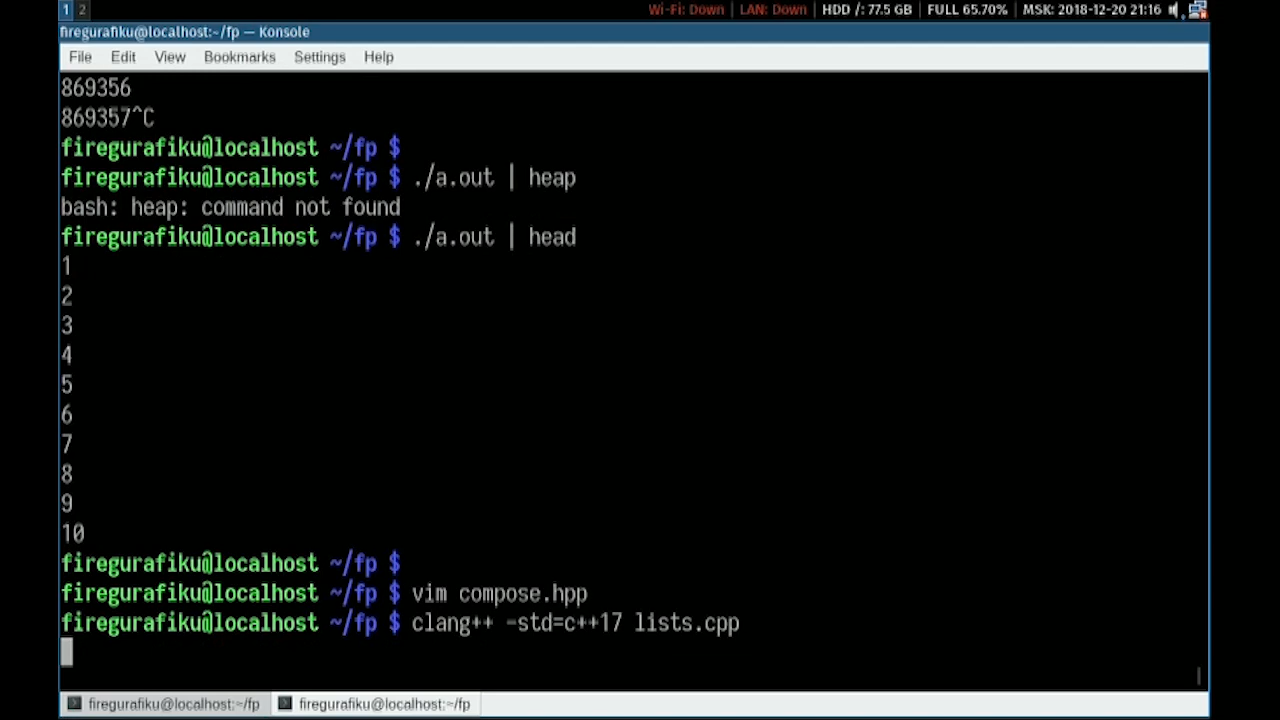 1 2 Wi-Fi: Down | LAN: Down | HDD /: 77.5 GB | FULL 65.70% | MSK: 2018-12-20 21:16
firegurafiku@localhost:~/fp — Konsole
File Edit View Bookmarks Settings Help
869356
869357^C
firegurafiku@localhost ~/fp $
firegurafiku@localhost ~/fp $ ./a.out | heap
bash: heap: command not found
firegurafiku@localhost ~/fp $ ./a.out | head
1
2
3
4
5
6
7
8
9
10
firegurafiku@localhost ~/fp $
firegurafiku@localhost ~/fp $ vim compose.hpp
firegurafiku@localhost ~/fp $ clang++ -std=c++17 lists.cpp
firegurafiku@localhost:~/fp firegurafiku@localhost:~/fp